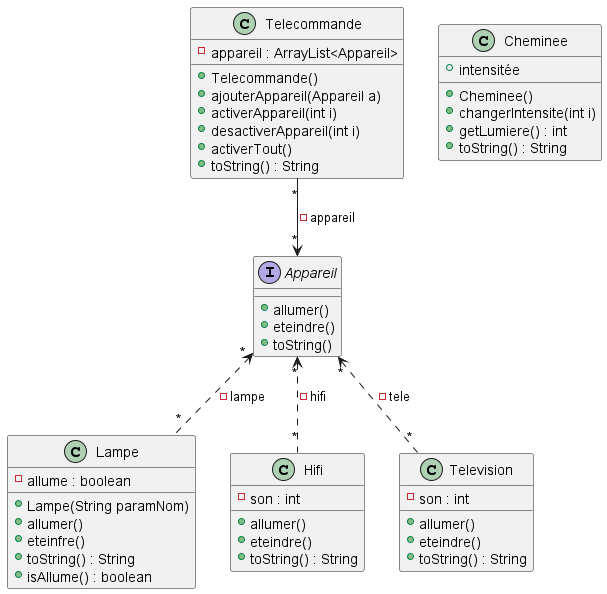 C Telecommande
appareil : ArrayList<Appareil>
Telecommande()
ajouterAppareil(Appareil a)
activerAppareil(int i)
desactiverAppareil(int i)
activerTout()
toString() : String
C Cheminee
intensitée
Cheminee()
changerIntensite(int i)
getLumiere() : int
toString() : String
*
appareil
*
I Appareil
allumer()
eteindre()
toString()
*
*
*
lampe
hifi
tele
*
*
*
C Lampe
allume : boolean
Lampe(String paramNom)
allumer()
eteinfre()
toString() : String
isAllume() : boolean
C Hifi
son : int
allumer()
eteindre()
toString() : String
C Television
son : int
allumer()
eteindre()
toString() : String